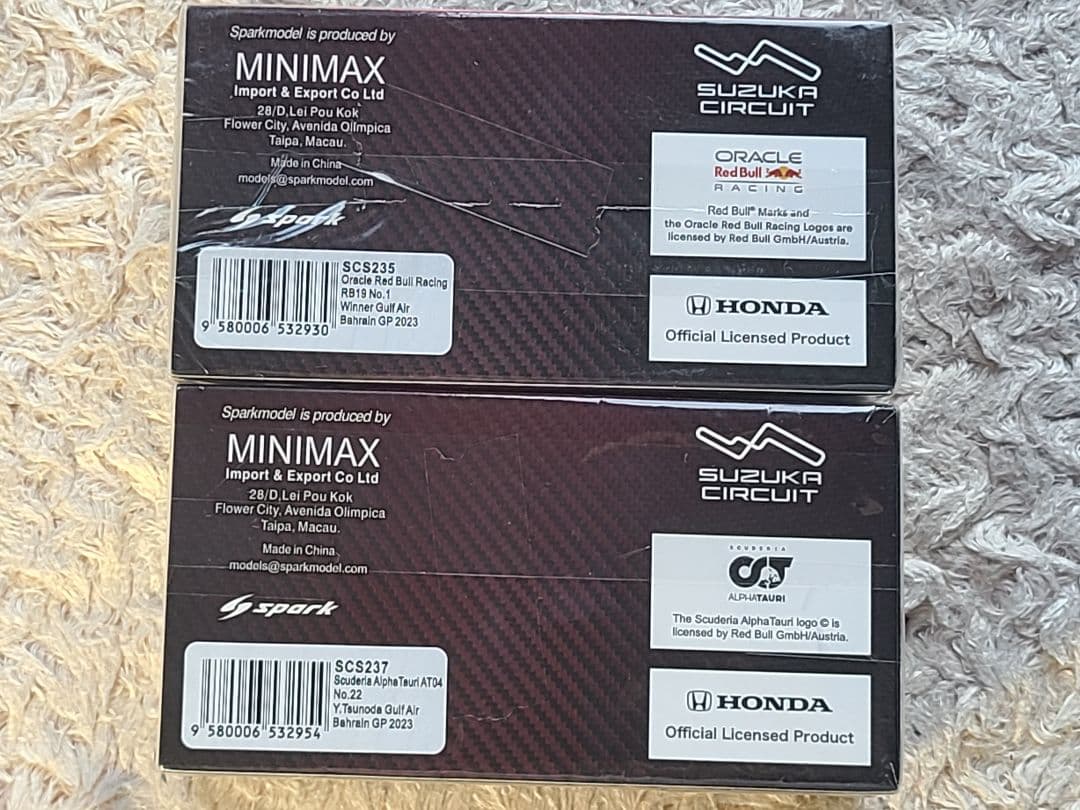 Sparkmodel is produced by
MINIMAX
Import & Export Co Ltd
28/D,Lei Pou Kok
Flower City, Avenida Olímpica
Taipa, Macau.
Made in China
models@sparkmodel.com
spark
SCS235
Oracle Red Bull Racing
RB19 No.1
Winner Gulf Air
Bahrain GP 2023
9 580006 532930
SUZUKA
CIRCUIT
ORACLE
Red Bull
RACING
Red Bull® Marks and
the Oracle Red Bull Racing Logos are
licensed by Red Bull GmbH/Austria.
HONDA
Official Licensed Product
Sparkmodel is produced by
MINIMAX
Import & Export Co Ltd
28/D,Lei Pou Kok
Flower City, Avenida Olímpica
Taipa, Macau.
Made in China
models@sparkmodel.com
spark
SCS237
Scuderia AlphaTauri AT04
No.22
Y.Tsunoda Gulf Air
Bahrain GP 2023
9 580006 532954
SUZUKA
CIRCUIT
SCUDERIA
AT
ALPHATAURI
The Scuderia AlphaTauri logo © is
licensed by Red Bull GmbH/Austria.
HONDA
Official Licensed Product